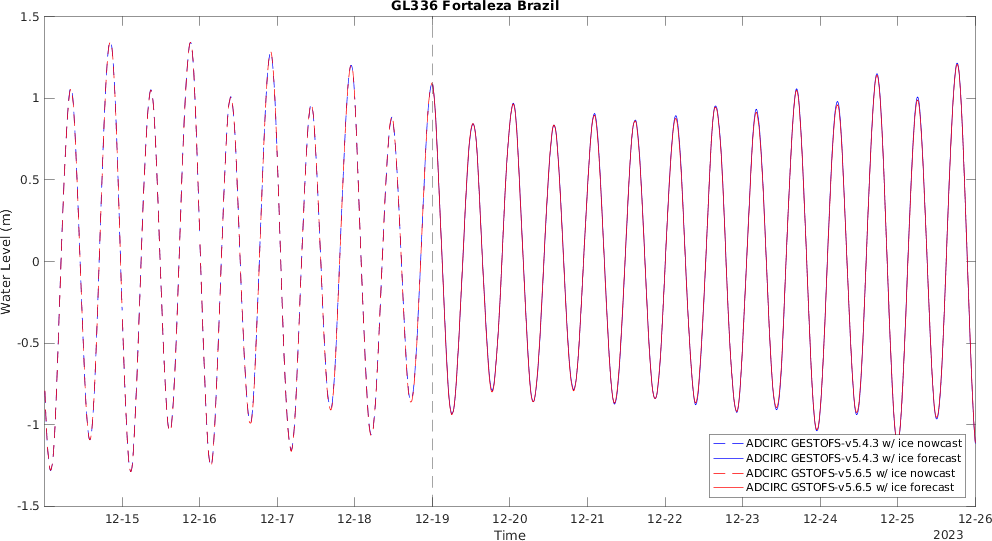 GL336 Fortaleza Brazil
1.5
1
0.5
0
-0.5
-1
-1.5
Water Level (m)
ADCIRC GESTOFS-v5.4.3 w/ ice nowcast
ADCIRC GESTOFS-v5.4.3 w/ ice forecast
ADCIRC GSTOFS-v5.6.5 w/ ice nowcast
ADCIRC GSTOFS-v5.6.5 w/ ice forecast
12-15 12-16 12-17 12-18 12-19 12-20 12-21 12-22 12-23 12-24 12-25 12-26
Time
2023